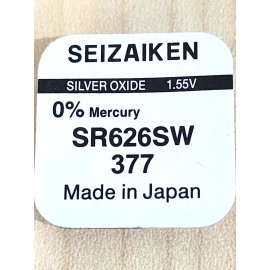 SEIZAIKEN
SILVER OXIDE 1.55V
0% Mercury
SR626SW
377
Made in Japan